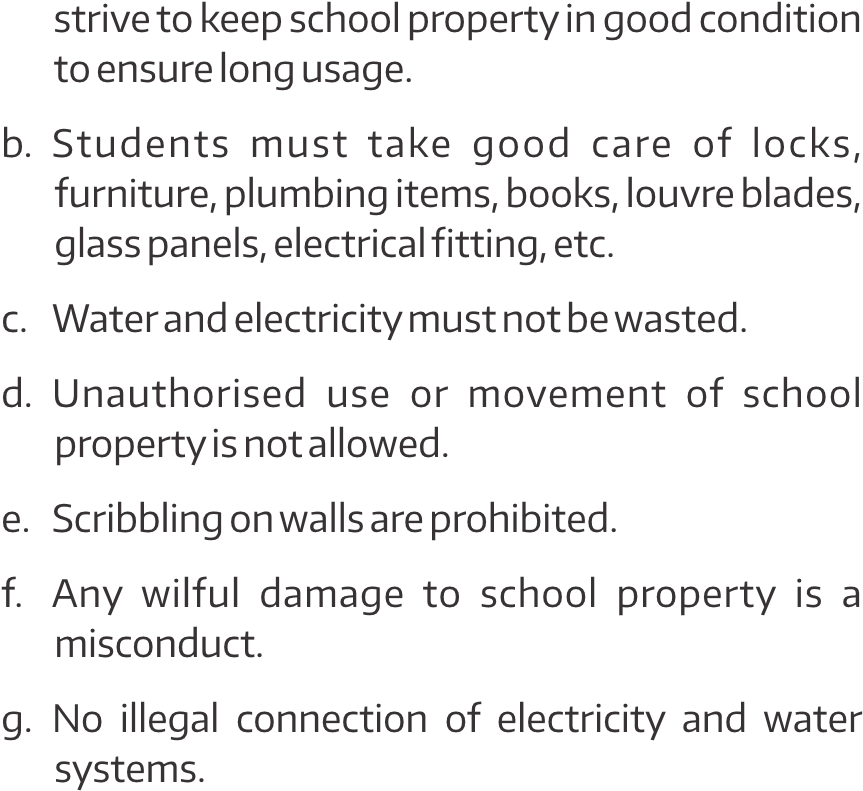 strive to keep school property in good condition
to ensure long usage.
b. Students must take good care of locks,
furniture, plumbing items, books, louvre blades,
glass panels, electrical fitting, etc.
c. Water and electricity must not be wasted.
d. Unauthorised use or movement of school
property is not allowed.
e. Scribbling on walls are prohibited.
f. Any wilful damage to school property is a
misconduct.
g. No illegal connection of electricity and water
systems.